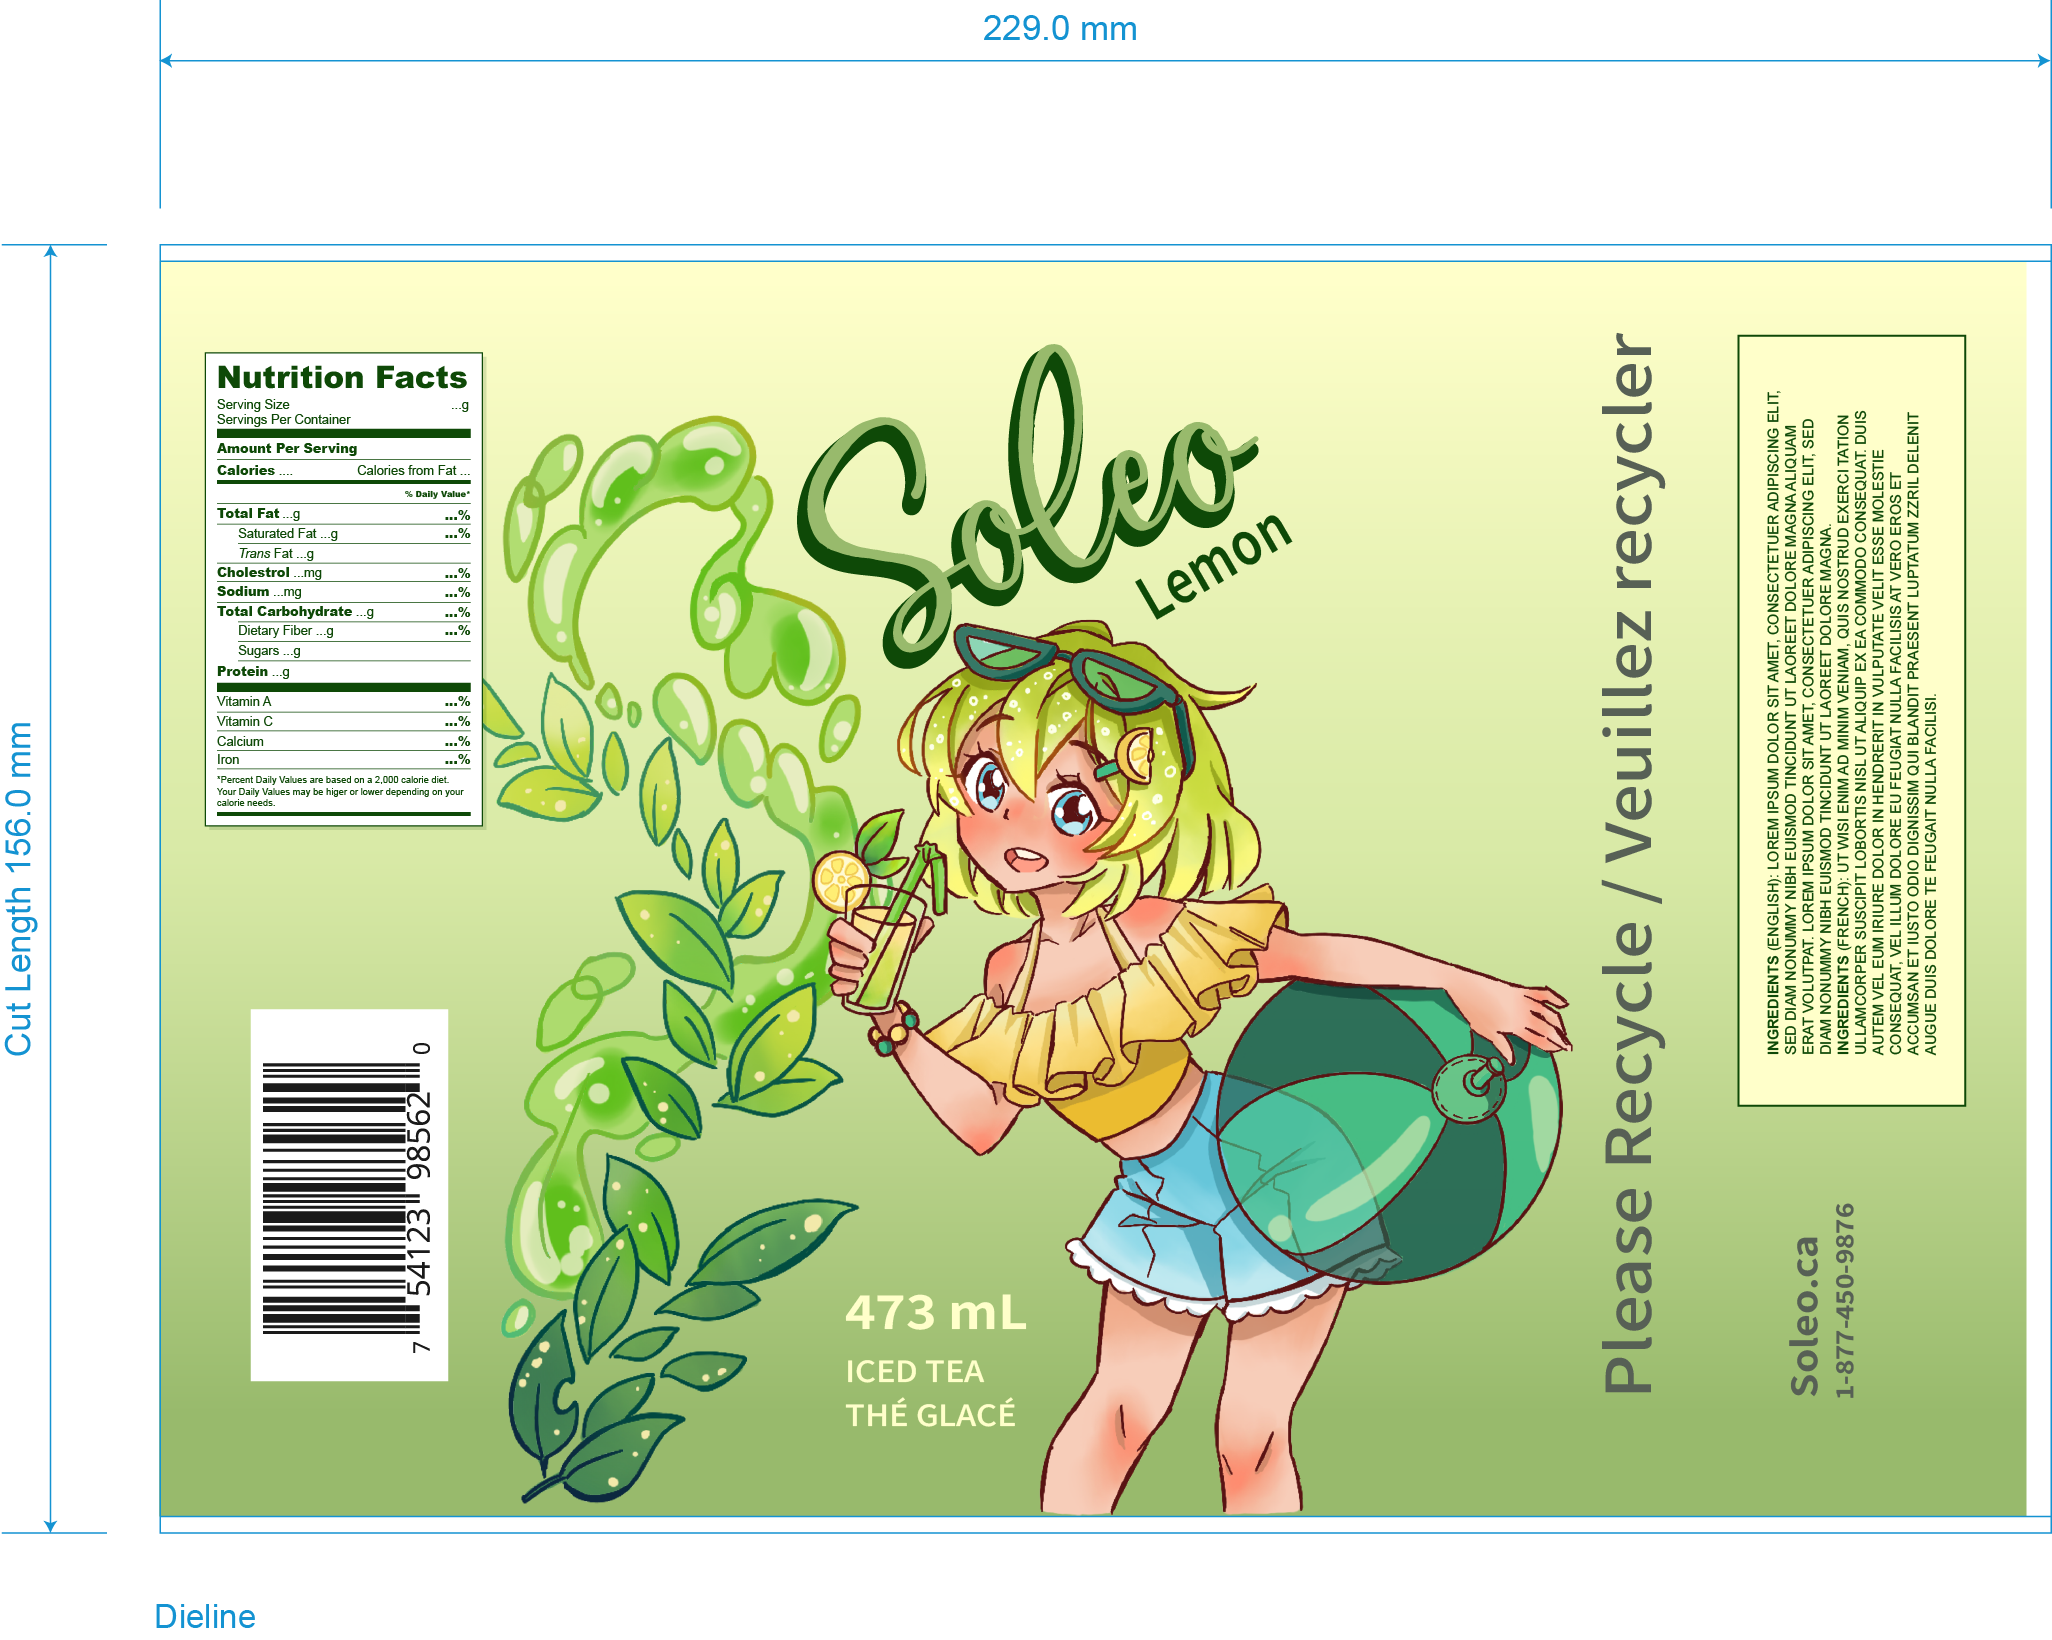 229.0 mm
Cut Length 156.0 mm
Nutrition Facts
Serving Size ...g
Servings Per Container
Amount Per Serving
Calories .... Calories from Fat ...
% Daily Value*
Total Fat ...g ...%
Saturated Fat ...g ...%
Trans Fat ...g
Cholestrol ...mg ...%
Sodium ...mg ...%
Total Carbohydrate ...g ...%
Dietary Fiber ...g ...%
Sugars ...g
Protein ...g
Vitamin A ...%
Vitamin C ...%
Calcium ...%
Iron ...%
*Percent Daily Values are based on a 2,000 calorie diet.
Your Daily Values may be higer or lower depending on your
calorie needs.
7 54123 98562 0
Soleo
Lemon
473 mL
ICED TEA
THÉ GLACÉ
Please Recycle / Veuillez recycler
INGREDIENTS (ENGLISH): LOREM IPSUM DOLOR SIT AMET, CONSECTETUER ADIPISCING ELIT,
SED DIAM NONUMMY NIBH EUISMOD TINCIDUNT UT LAOREET DOLORE MAGNA ALIQUAM
ERAT VOLUTPAT. LOREM IPSUM DOLOR SIT AMET, CONSECTETUER ADIPISCING ELIT, SED
DIAM NONUMMY NIBH EUISMOD TINCIDUNT UT LAOREET DOLORE MAGNA.
INGREDIENTS (FRENCH): UT WISI ENIM AD MINIM VENIAM, QUIS NOSTRUD EXERCI TATION
ULLAMCORPER SUSCIPIT LOBORTIS NISL UT ALIQUIP EX EA COMMODO CONSEQUAT. DUIS
AUTEM VEL EUM IRIURE DOLOR IN HENDRERIT IN VULPUTATE VELIT ESSE MOLESTIE
CONSEQUAT, VEL ILLUM DOLORE EU FEUGIAT NULLA FACILISIS AT VERO EROS ET
ACCUMSAN ET IUSTO ODIO DIGNISSIM QUI BLANDIT PRAESENT LUPTATUM ZZRIL DELENIT
AUGUE DUIS DOLORE TE FEUGAIT NULLA FACILISI.
Soleo.ca
1-877-450-9876
Dieline